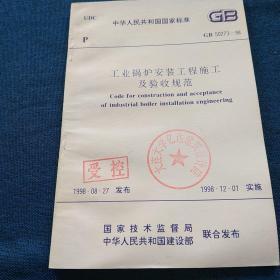 UDC
中华人民共和国国家标准
GB
P
GB 50273-98
工业锅炉安装工程施工
及验收规范
Code for construction and acceptance
of industrial boiler installation engineering
受控
1998-08-27 发布
1998-12-01 实施
国家技术监督局
中华人民共和国建设部
联合发布